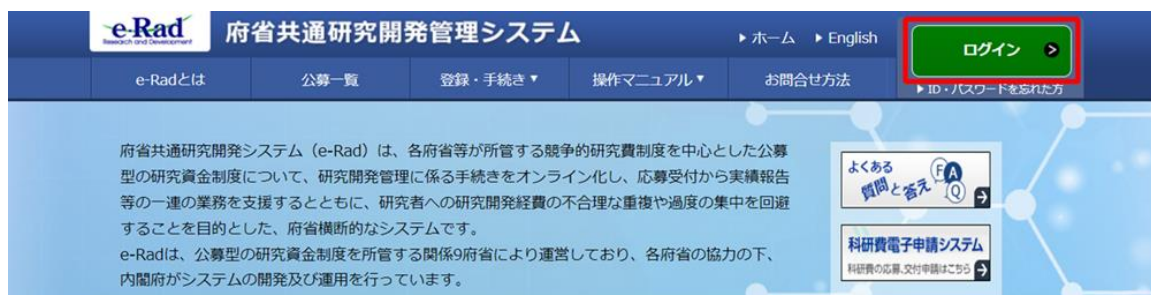 e-Rad
Research and Development
府省共通研究開発管理システム
▶ ホーム ▶ English
ログイン
e-Radとは 公募一覧 登録・手続き▼ 操作マニュアル▼ お問合せ方法
▶ ID・パスワードを忘れた方
府省共通研究開発システム（e-Rad）は、各府省等が所管する競争的研究費制度を中心とした公募
型の研究資金制度について、研究開発管理に係る手続きをオンライン化し、応募受付から実績報告
等の一連の業務を支援するとともに、研究者への研究開発経費の不合理な重複や過度の集中を回避
することを目的とした、府省横断的なシステムです。
e-Radは、公募型の研究資金制度を所管する関係9府省により運営しており、各府省の協力の下、
内閣府がシステムの開発及び運用を行っています。
よくある
質問と答え FAQ
科研費電子申請システム
科研費の応募、交付申請はこちら